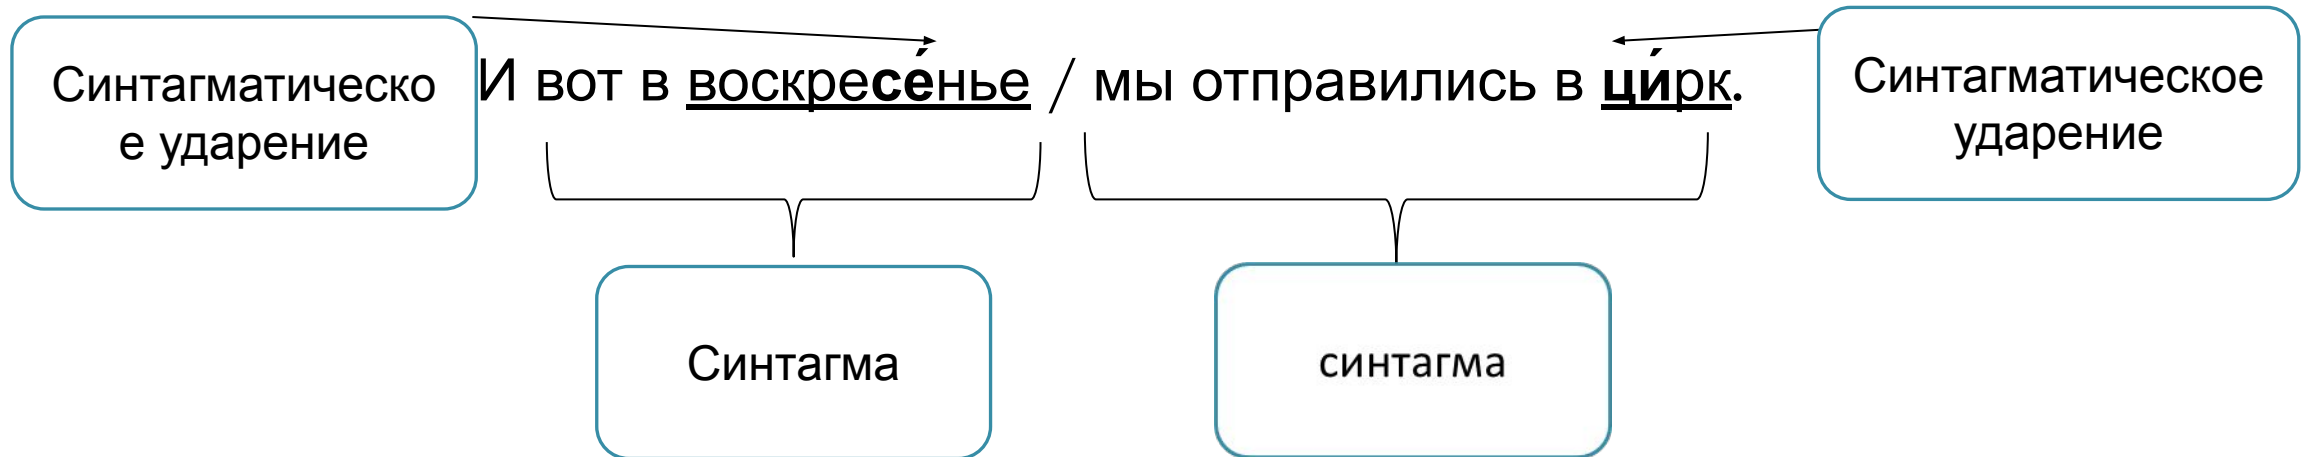 Синтагматическо
е ударение
И вот в воскресе́нье / мы отправились в ци́рк.
Синтагматическое
ударение
Синтагма
синтагма